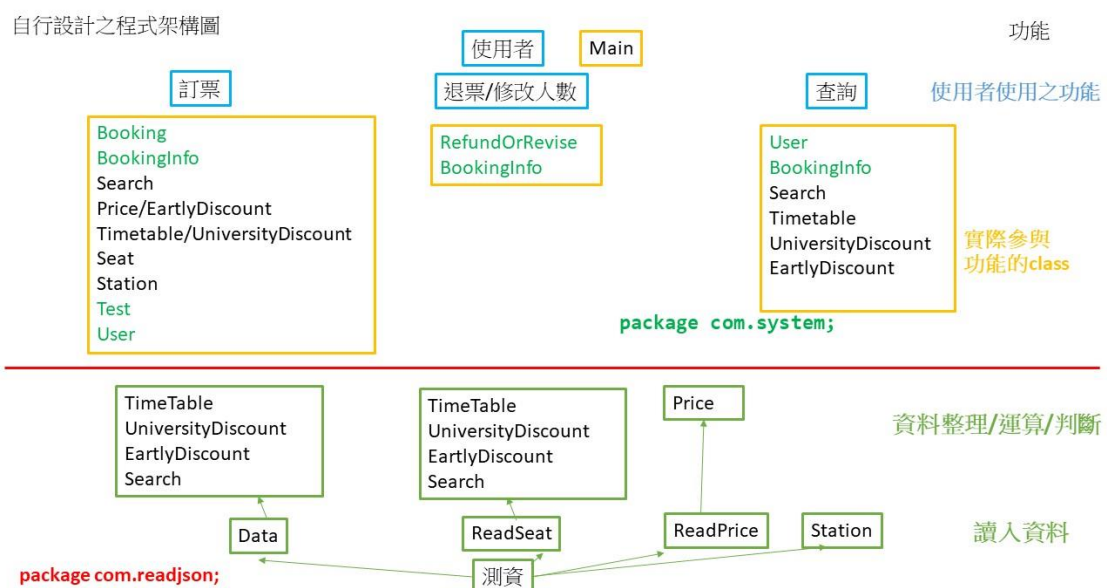 自行設計之程式架構圖
功能
使用者
Main
訂票
退票/修改人數
查詢
使用者使用之功能
Booking
BookingInfo
Search
Price/EartlyDiscount
Timetable/UniversityDiscount
Seat
Station
Test
User
RefundOrRevise
BookingInfo
User
BookingInfo
Search
Timetable
UniversityDiscount
EartlyDiscount
實際參與
功能的class
package com.system;
TimeTable
UniversityDiscount
EartlyDiscount
Search
TimeTable
UniversityDiscount
EartlyDiscount
Search
Price
資料整理/運算/判斷
Data
ReadSeat
ReadPrice
Station
讀入資料
package com.readjson;
測資